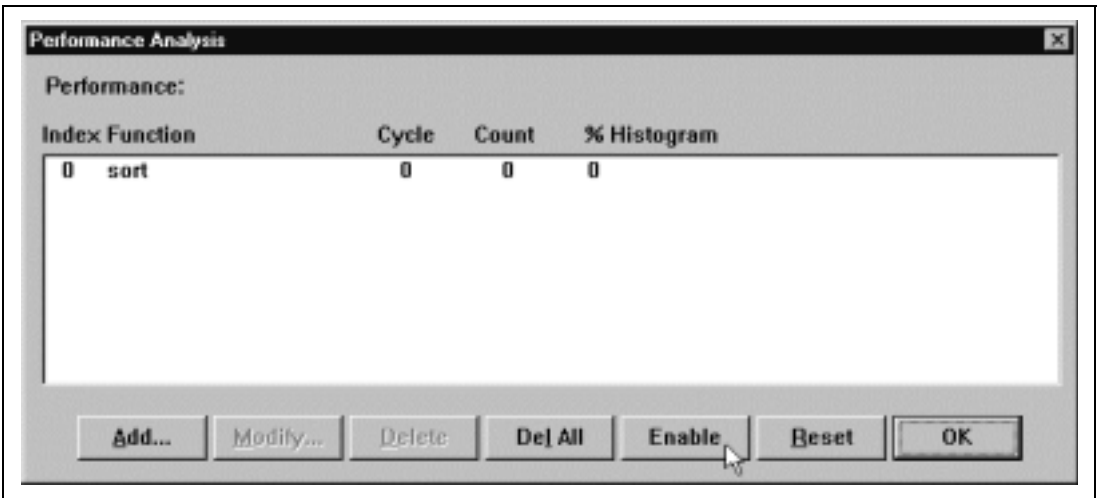 Performance Analysis
Performance:
Index Function Cycle Count % Histogram
0 sort 0 0 0
Add... Modify... Delete Del All Enable Reset OK